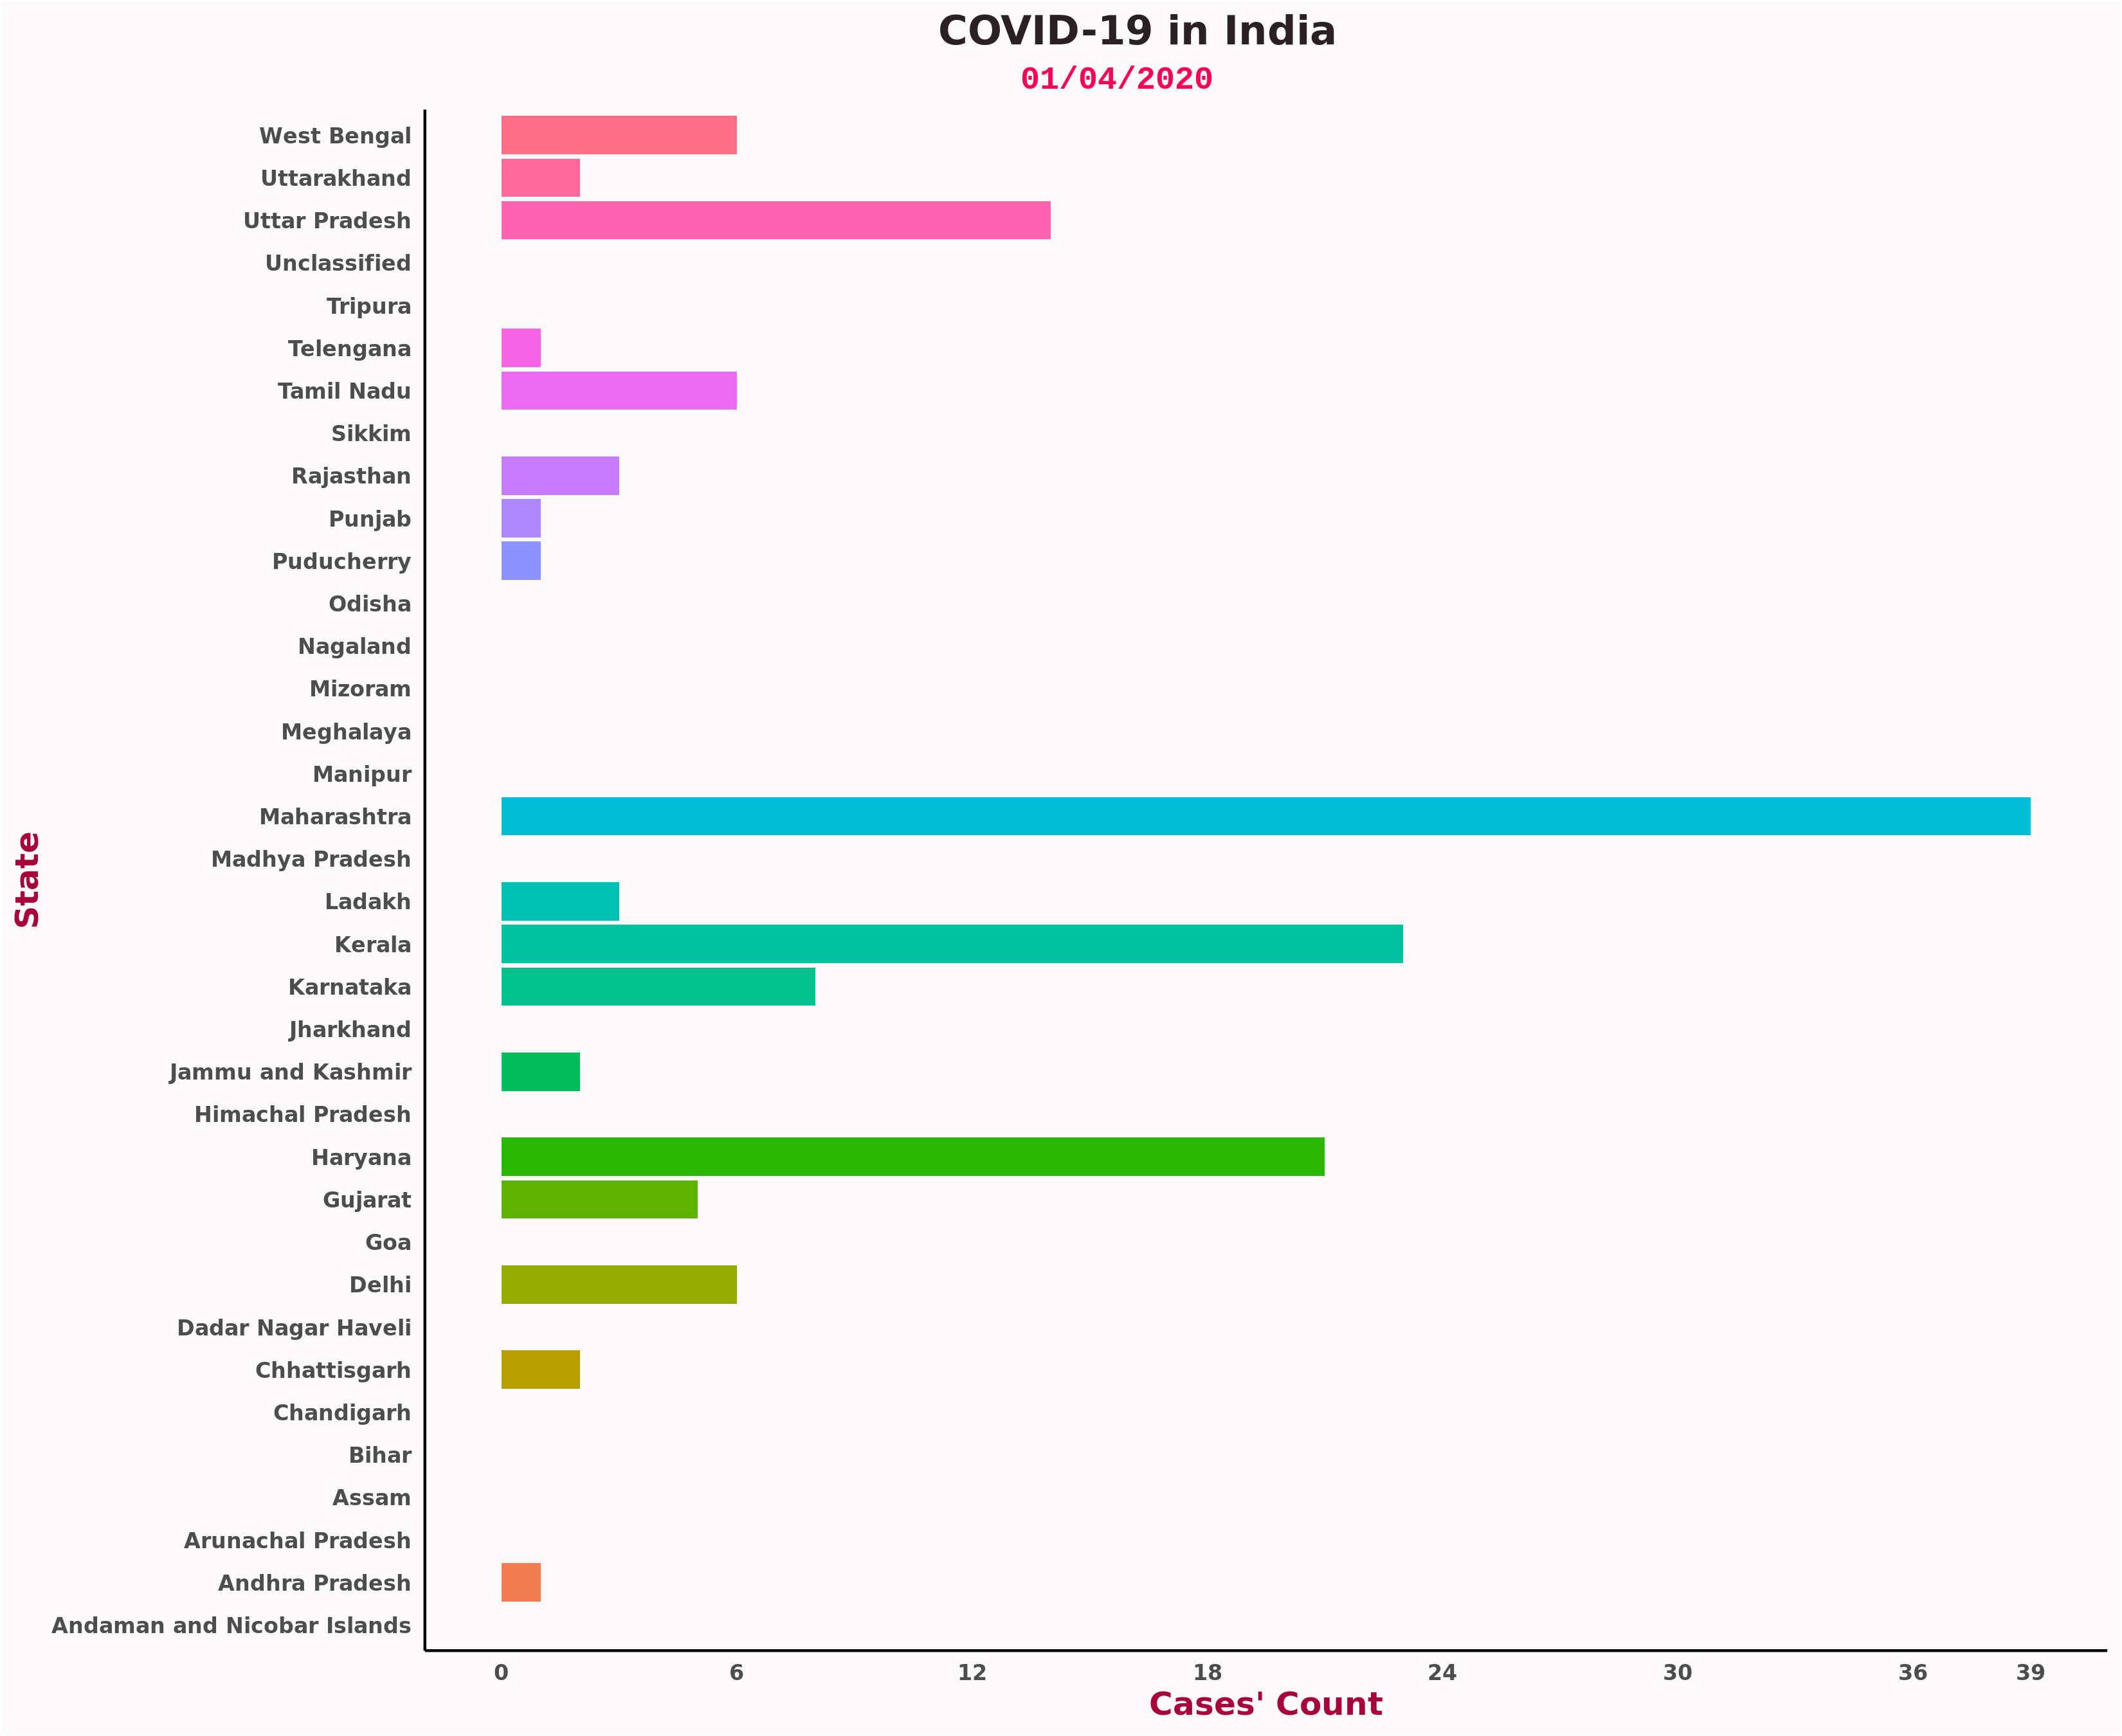 COVID-19 in India
01/04/2020
West Bengal
Uttarakhand
Uttar Pradesh
Unclassified
Tripura
Telengana
Tamil Nadu
Sikkim
Rajasthan
Punjab
Puducherry
Odisha
Nagaland
Mizoram
Meghalaya
Manipur
Maharashtra
Madhya Pradesh
Ladakh
Kerala
Karnataka
Jharkhand
Jammu and Kashmir
Himachal Pradesh
Haryana
Gujarat
Goa
Delhi
Dadar Nagar Haveli
Chhattisgarh
Chandigarh
Bihar
Assam
Arunachal Pradesh
Andhra Pradesh
Andaman and Nicobar Islands
State
0 6 12 18 24 30 36 39
Cases' Count